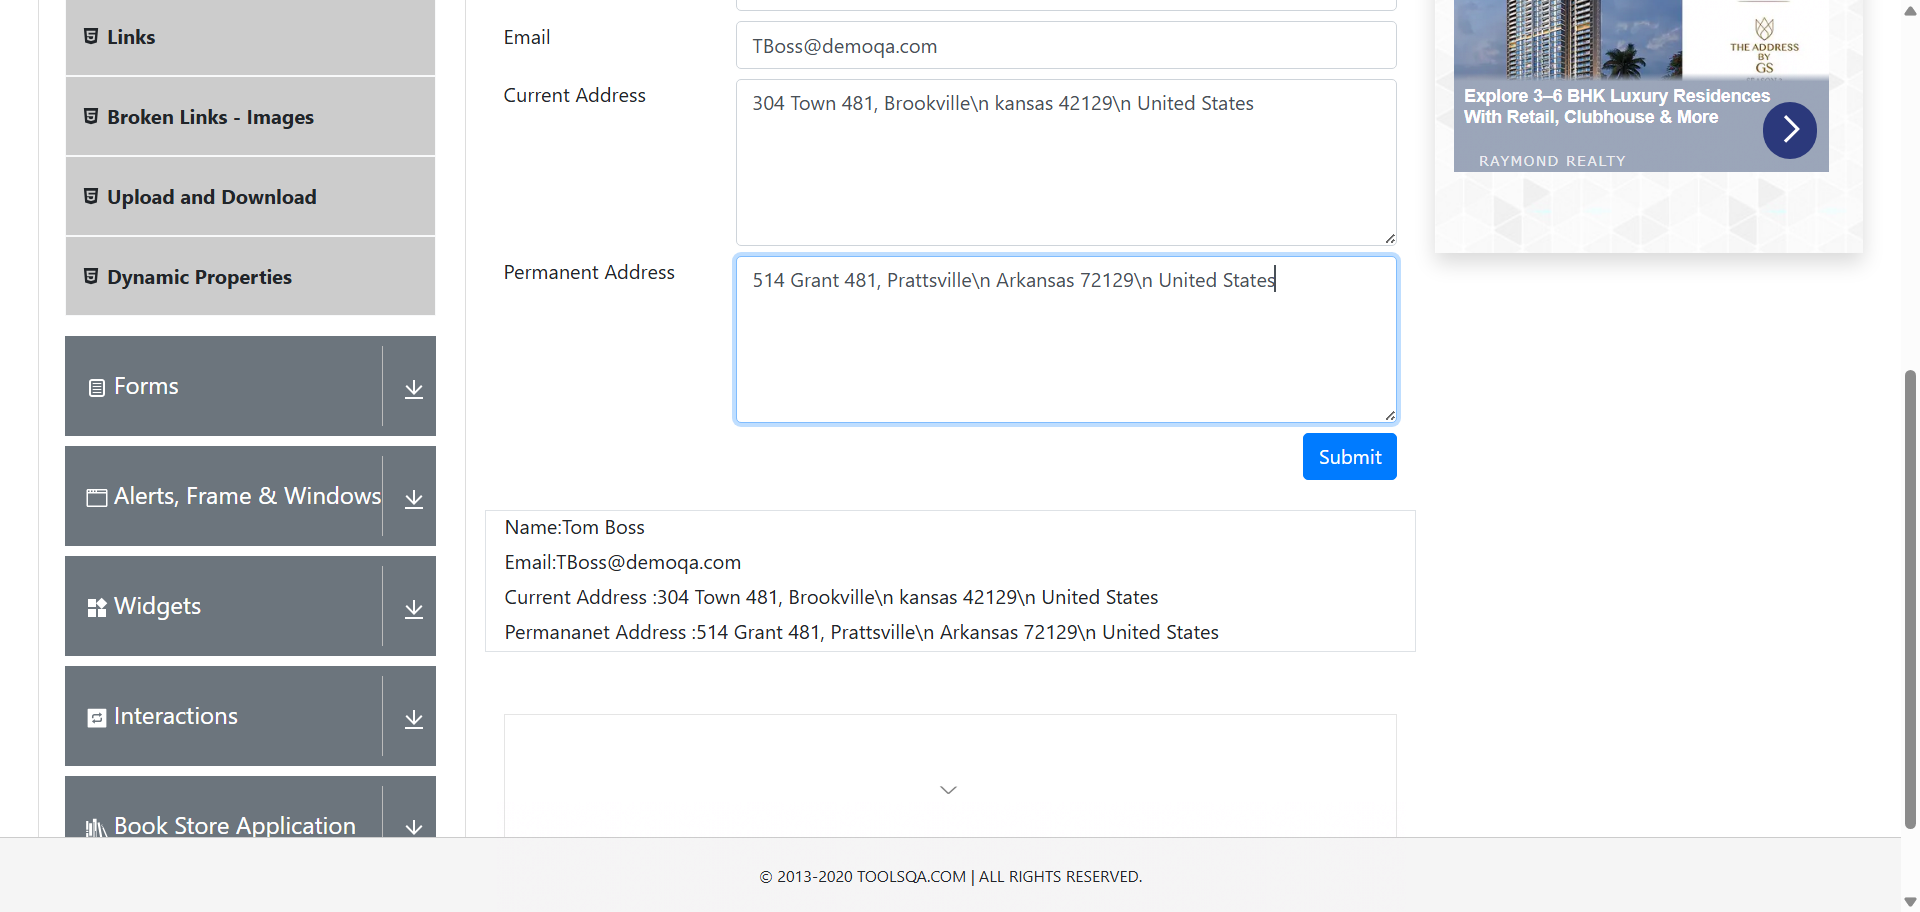 Links
Broken Links - Images
Upload and Download
Dynamic Properties
Forms
Alerts, Frame & Windows
Widgets
Interactions
Book Store Application
Email
TBoss@demoqa.com
Current Address
304 Town 481, Brookville\n kansas 42129\n United States
Permanent Address
514 Grant 481, Prattsville\n Arkansas 72129\n United States
Submit
Name:Tom Boss
Email:TBoss@demoqa.com
Current Address :304 Town 481, Brookville\n kansas 42129\n United States
Permananet Address :514 Grant 481, Prattsville\n Arkansas 72129\n United States
THE ADDRESS
BY
GS
Explore 3–6 BHK Luxury Residences
With Retail, Clubhouse & More
RAYMOND REALTY
© 2013-2020 TOOLSQA.COM | ALL RIGHTS RESERVED.